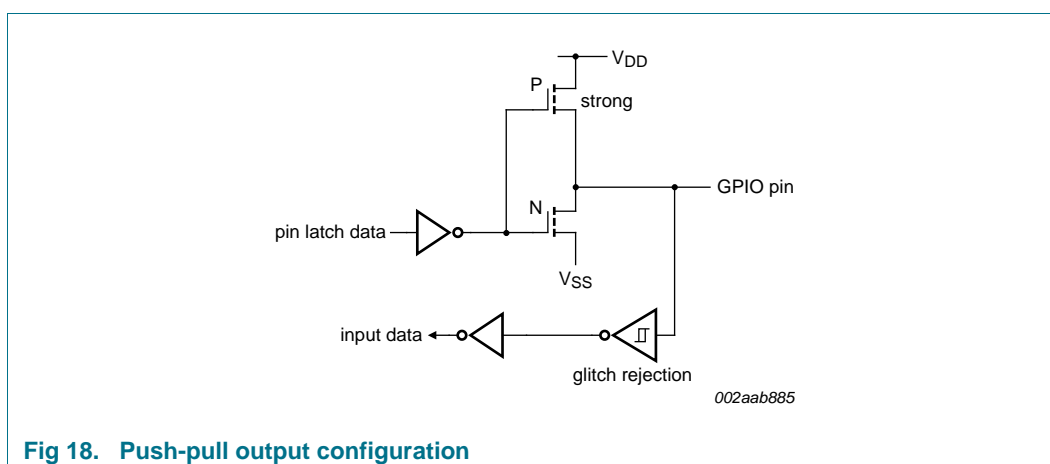 VDD
P
strong
GPIO pin
N
pin latch data
VSS
input data
glitch rejection
002aab885
Fig 18. Push-pull output configuration